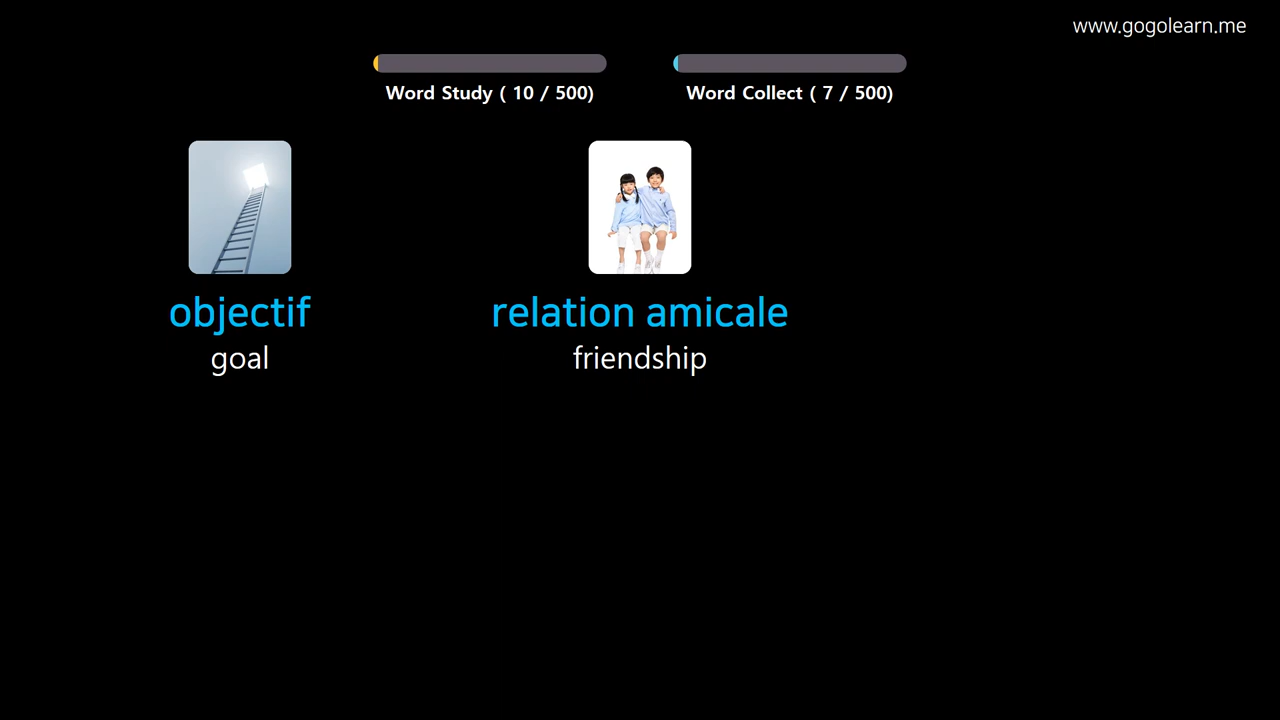 www.gogolearn.me
Word Study ( 10 / 500)
Word Collect ( 7 / 500)
objectif
goal
relation amicale
friendship